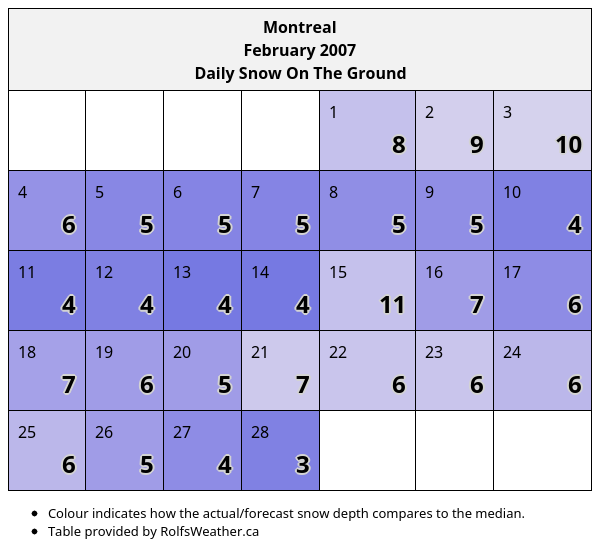 Montreal
February 2007
Daily Snow On The Ground
1 2 3
8 9 10
4 5 6 7 8 9 10
6 5 5 5 5 5 4
11 12 13 14 15 16 17
4 4 4 4 11 7 6
18 19 20 21 22 23 24
7 6 5 7 6 6 6
25 26 27 28
6 5 4 3
• Colour indicates how the actual/forecast snow depth compares to the median.
• Table provided by RolfsWeather.ca